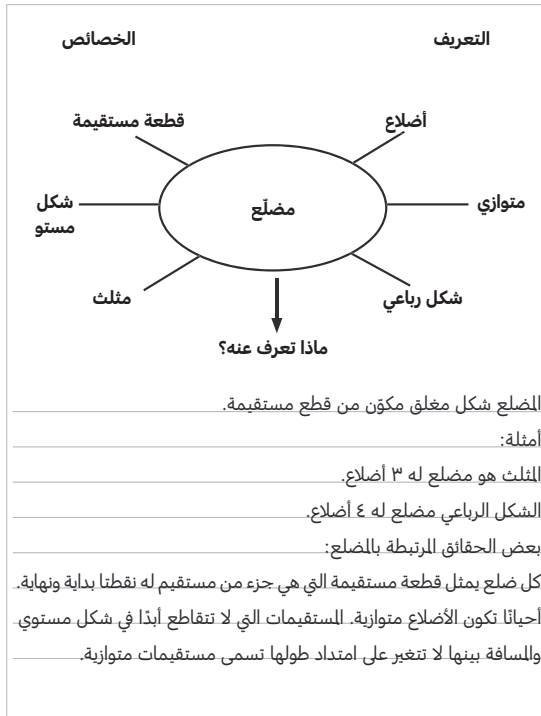 التعريف
الخصائص
أضلاع
قطعة مستقيمة
متوازي
مضلّع
شكل
مستو
شكل رباعي
مثلث
ماذا تعرف عنه؟
المضلع شكل مغلق مكوّن من قطع مستقيمة.
أمثلة:
المثلث هو مضلع له ٣ أضلاع.
الشكل الرباعي مضلع له ٤ أضلاع.
بعض الحقائق المرتبطة بالمضلع:
كل ضلع يمثل قطعة مستقيمة التي هي جزء من مستقيم له نقطتا بداية ونهاية.
أحيانًا تكون الأضلاع متوازية. المستقيمات التي لا تتقاطع أبدًا في شكل مستوي
والمسافة بينها لا تتغير على امتداد طولها تسمى مستقيمات متوازية.